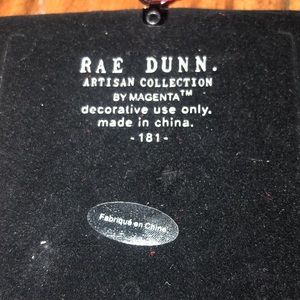 RAE DUNN.
ARTISAN COLLECTION
BY MAGENTA™
decorative use only.
made in china.
-181-
Fabriqué en Chine.